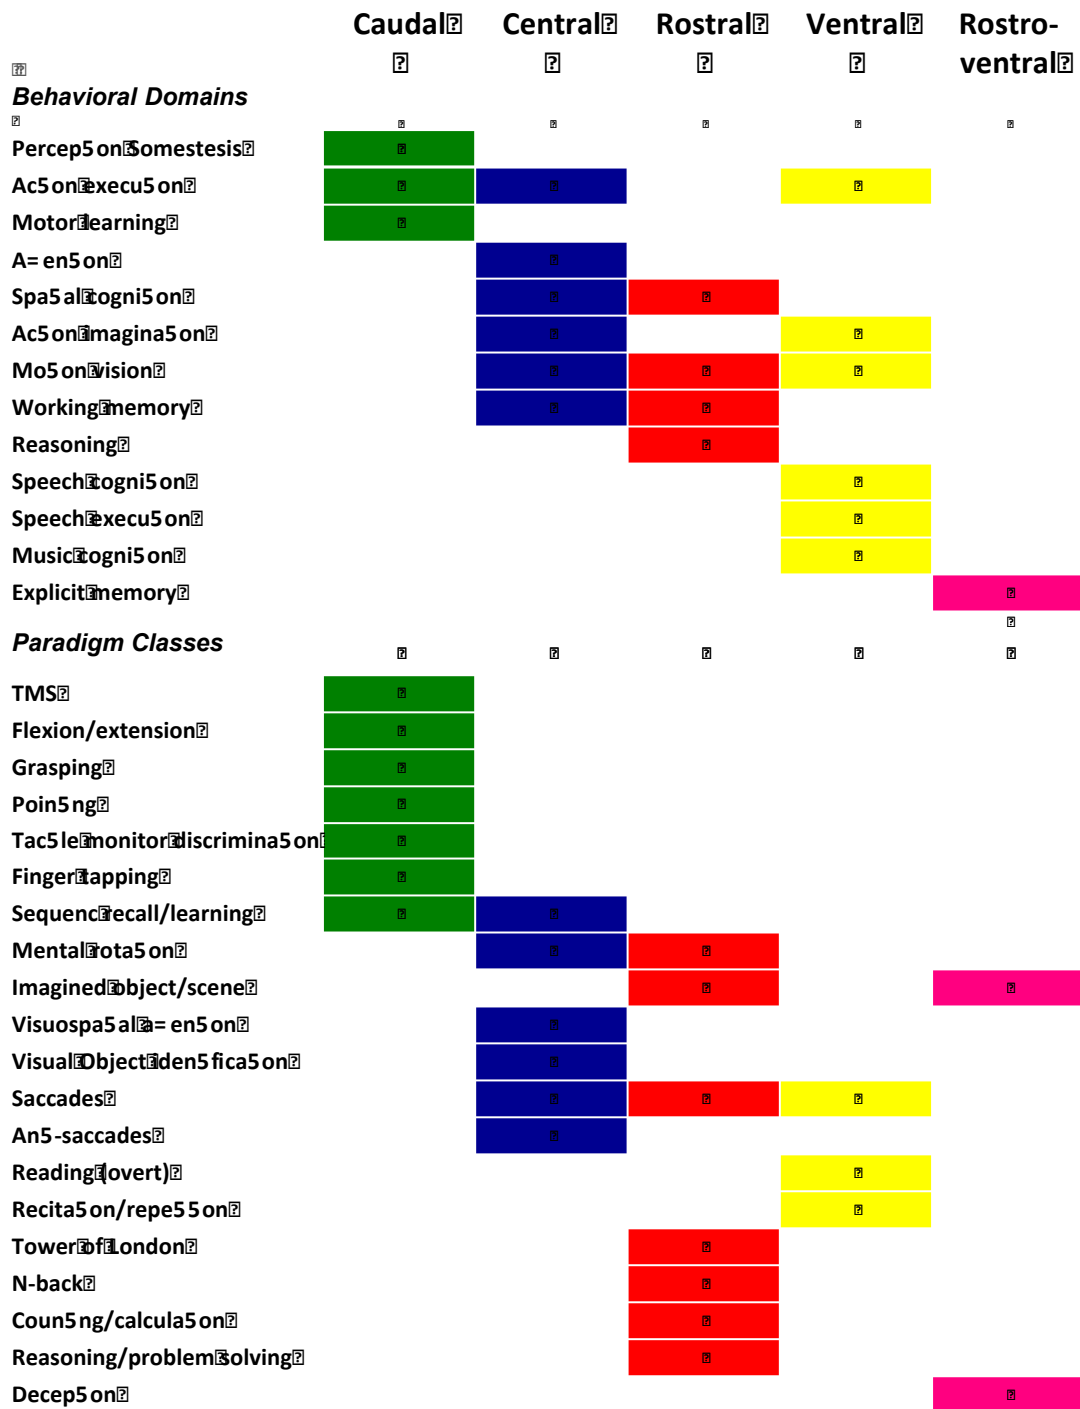 Caudal⍰ Central⍰ Rostral⍰ Ventral⍰ Rostro-
⍰ ⍰ ⍰ ⍰ ventral⍰
⍰⍰
Behavioral Domains
⍰ ⍰ ⍰ ⍰ ⍰ ⍰
Percep5on⍰Somestesis⍰ ⍰
Ac5on⍰execu5on⍰ ⍰ ⍰ ⍰
Motor⍰learning⍰ ⍰
A=en5on⍰ ⍰
Spa5al⍰cogni5on⍰ ⍰ ⍰
Ac5on⍰imagina5on⍰ ⍰ ⍰
Mo5on⍰vision⍰ ⍰ ⍰ ⍰
Working⍰memory⍰ ⍰ ⍰
Reasoning⍰ ⍰
Speech⍰cogni5on⍰ ⍰
Speech⍰execu5on⍰ ⍰
Music⍰cogni5on⍰ ⍰
Explicit⍰memory⍰ ⍰
⍰
Paradigm Classes ⍰ ⍰ ⍰ ⍰ ⍰
TMS⍰ ⍰
Flexion/extension⍰ ⍰
Grasping⍰ ⍰
Poin5ng⍰ ⍰
Tac5le⍰monitor⍰discrimina5on⍰ ⍰
Finger⍰tapping⍰ ⍰
Sequenc⍰recall/learning⍰ ⍰ ⍰
Mental⍰rota5on⍰ ⍰ ⍰
Imagined⍰object/scene⍰ ⍰ ⍰
Visuospa5al⍰a=en5on⍰ ⍰
Visual⍰Object⍰iden5fica5on⍰ ⍰
Saccades⍰ ⍰ ⍰ ⍰
An5-saccades⍰ ⍰
Reading⍰(overt)⍰ ⍰
Recita5on/repe55on⍰ ⍰
Tower⍰of⍰London⍰ ⍰
N-back⍰ ⍰
Coun5ng/calcula5on⍰ ⍰
Reasoning/problem⍰solving⍰ ⍰
Decep5on⍰ ⍰